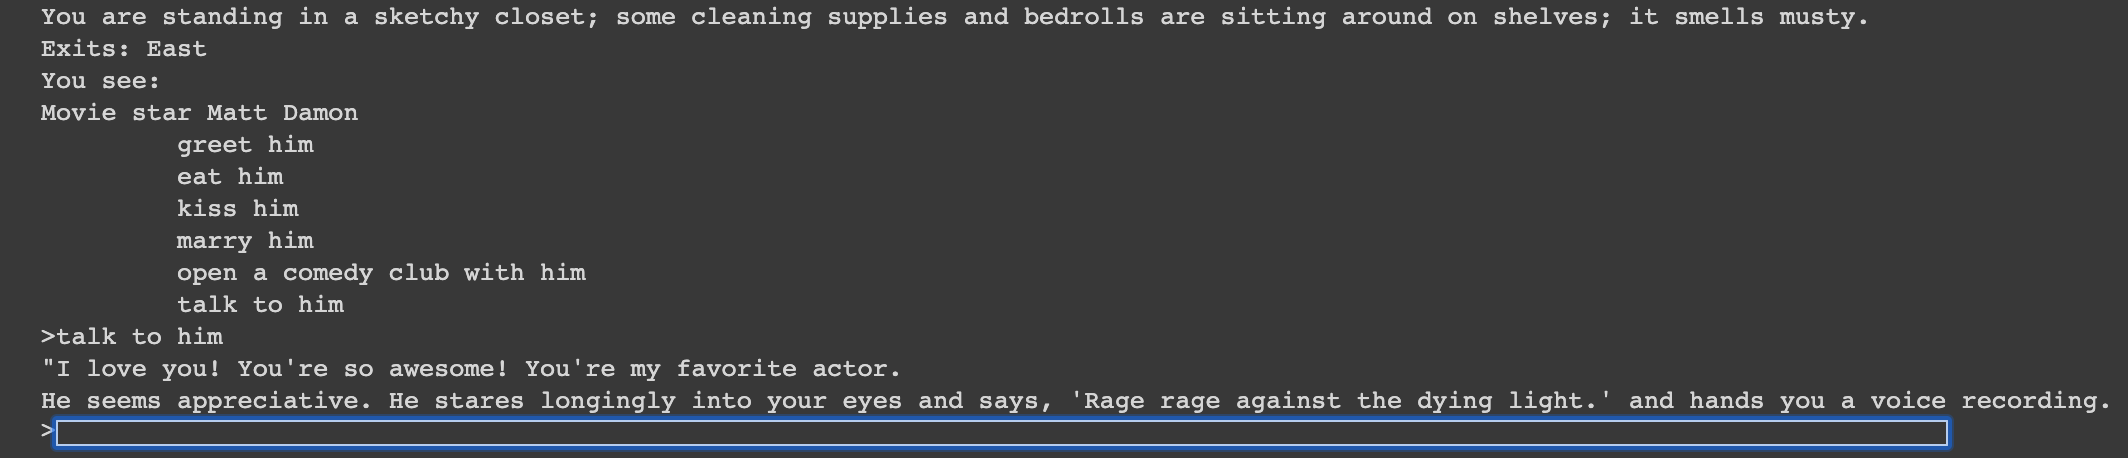 You are standing in a sketchy closet; some cleaning supplies and bedrolls are sitting around on shelves; it smells musty.
Exits: East
You see:
Movie star Matt Damon
greet him
eat him
kiss him
marry him
open a comedy club with him
talk to him
>talk to him
"I love you! You're so awesome! You're my favorite actor.
He seems appreciative. He stares longingly into your eyes and says, 'Rage rage against the dying light.' and hands you a voice recording.
>